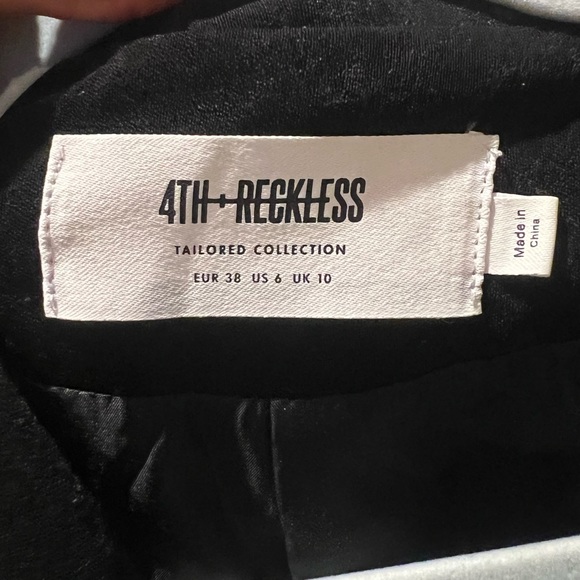 4TH+RECKLESS
TAILORED COLLECTION
EUR 38 US 6 UK 10
Made in
China